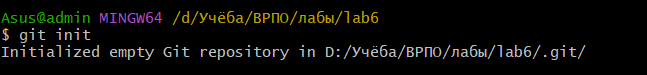 Asus@admin MINGW64 /d/Учёба/ВРПО/лабы/lab6
$ git init
Initialized empty Git repository in D:/Учёба/ВРПО/лабы/lab6/.git/